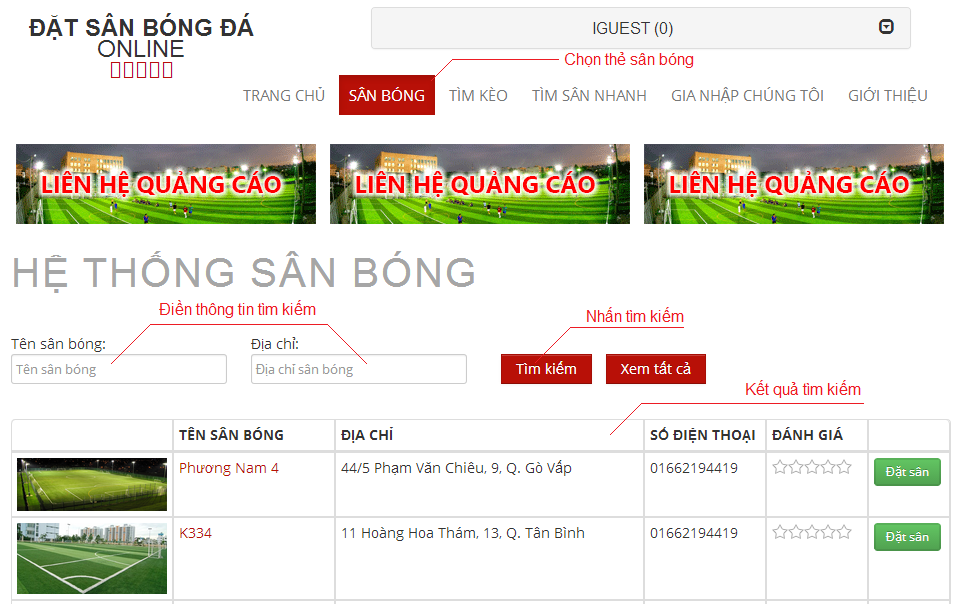 ĐẶT SÂN BÓNG ĐÁ
ONLINE
IGUEST (0)
Chọn thẻ sân bóng
TRANG CHỦ SÂN BÓNG TÌM KÈO TÌM SÂN NHANH GIA NHẬP CHÚNG TÔI GIỚI THIỆU
LIÊN HỆ QUẢNG CÁO LIÊN HỆ QUẢNG CÁO LIÊN HỆ QUẢNG CÁO
HỆ THỐNG SÂN BÓNG
Điền thông tin tìm kiếm
Nhấn tìm kiếm
Tên sân bóng: Địa chỉ:
Tên sân bóng Địa chỉ sân bóng Tìm kiếm Xem tất cả
Kết quả tìm kiếm
TÊN SÂN BÓNG ĐỊA CHỈ SỐ ĐIỆN THOẠI ĐÁNH GIÁ
Phương Nam 4 44/5 Phạm Văn Chiêu, 9, Q. Gò Vấp 01662194419 Đặt sân
K334 11 Hoàng Hoa Thám, 13, Q. Tân Bình 01662194419 Đặt sân